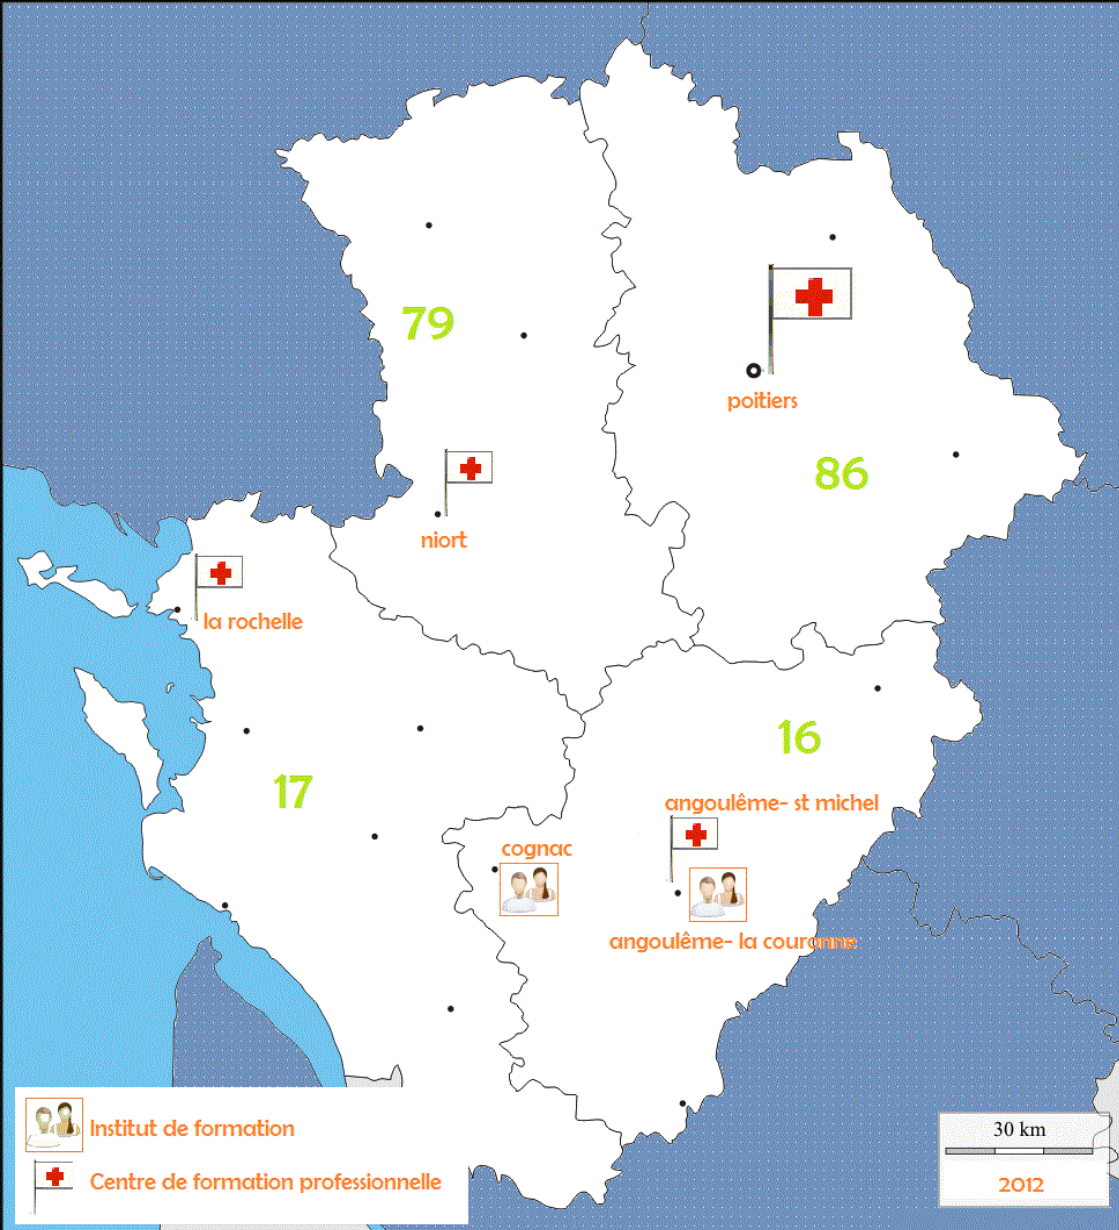 79
poitiers
86
niort
la rochelle
16
17
angoulême- st michel
cognac
angoulême- la couronne
Institut de formation
Centre de formation professionnelle
30 km
2012